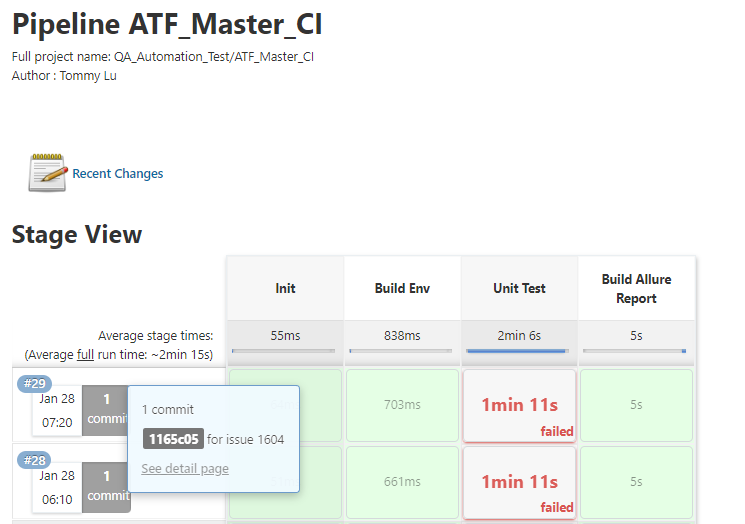 Pipeline ATF_Master_CI
Full project name: QA_Automation_Test/ATF_Master_CI
Author : Tommy Lu
Recent Changes
Stage View
Init
Build Env
Unit Test
Build Allure
Report
Average stage times:
(Average full run time: ~2min 15s)
55ms
838ms
2min 6s
5s
#29
Jan 28
07:20
1
commit
1 commit
1165c05 for issue 1604
See detail page
703ms
1min 11s
failed
5s
#28
Jan 28
06:10
1
commit
661ms
1min 11s
failed
5s